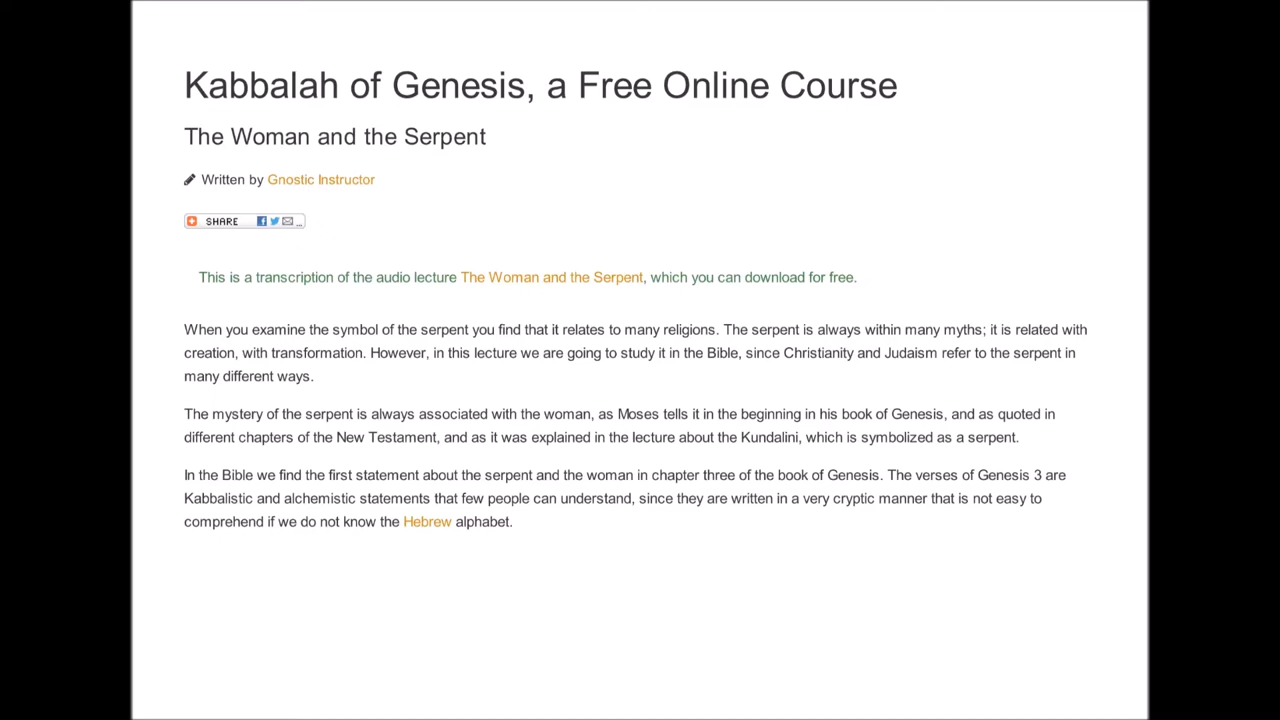 Kabbalah of Genesis, a Free Online Course
The Woman and the Serpent
Written by Gnostic Instructor
SHARE ...
This is a transcription of the audio lecture The Woman and the Serpent, which you can download for free.
When you examine the symbol of the serpent you find that it relates to many religions. The serpent is always within many myths; it is related with
creation, with transformation. However, in this lecture we are going to study it in the Bible, since Christianity and Judaism refer to the serpent in
many different ways.
The mystery of the serpent is always associated with the woman, as Moses tells it in the beginning in his book of Genesis, and as quoted in
different chapters of the New Testament, and as it was explained in the lecture about the Kundalini, which is symbolized as a serpent.
In the Bible we find the first statement about the serpent and the woman in chapter three of the book of Genesis. The verses of Genesis 3 are
Kabbalistic and alchemistic statements that few people can understand, since they are written in a very cryptic manner that is not easy to
comprehend if we do not know the Hebrew alphabet.